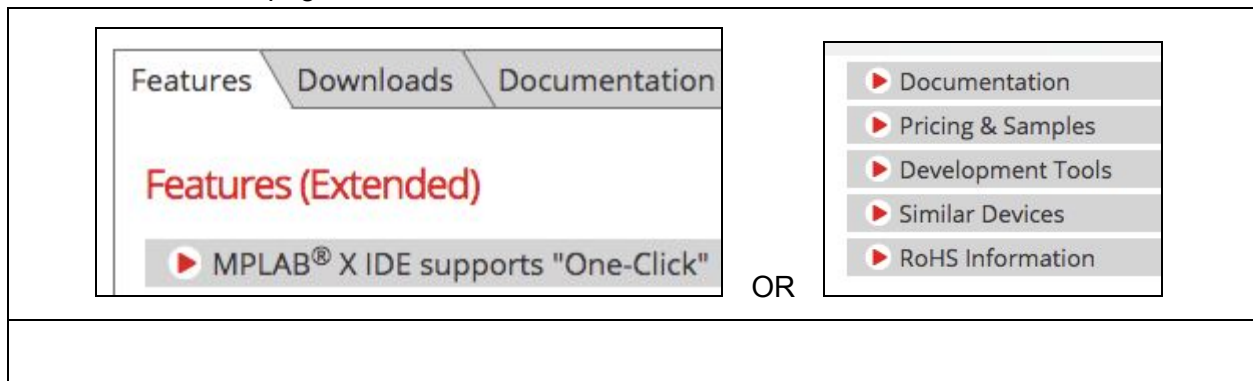 Features Downloads Documentation
Features (Extended)
MPLAB® X IDE supports "One-Click"
OR
Documentation
Pricing & Samples
Development Tools
Similar Devices
RoHS Information